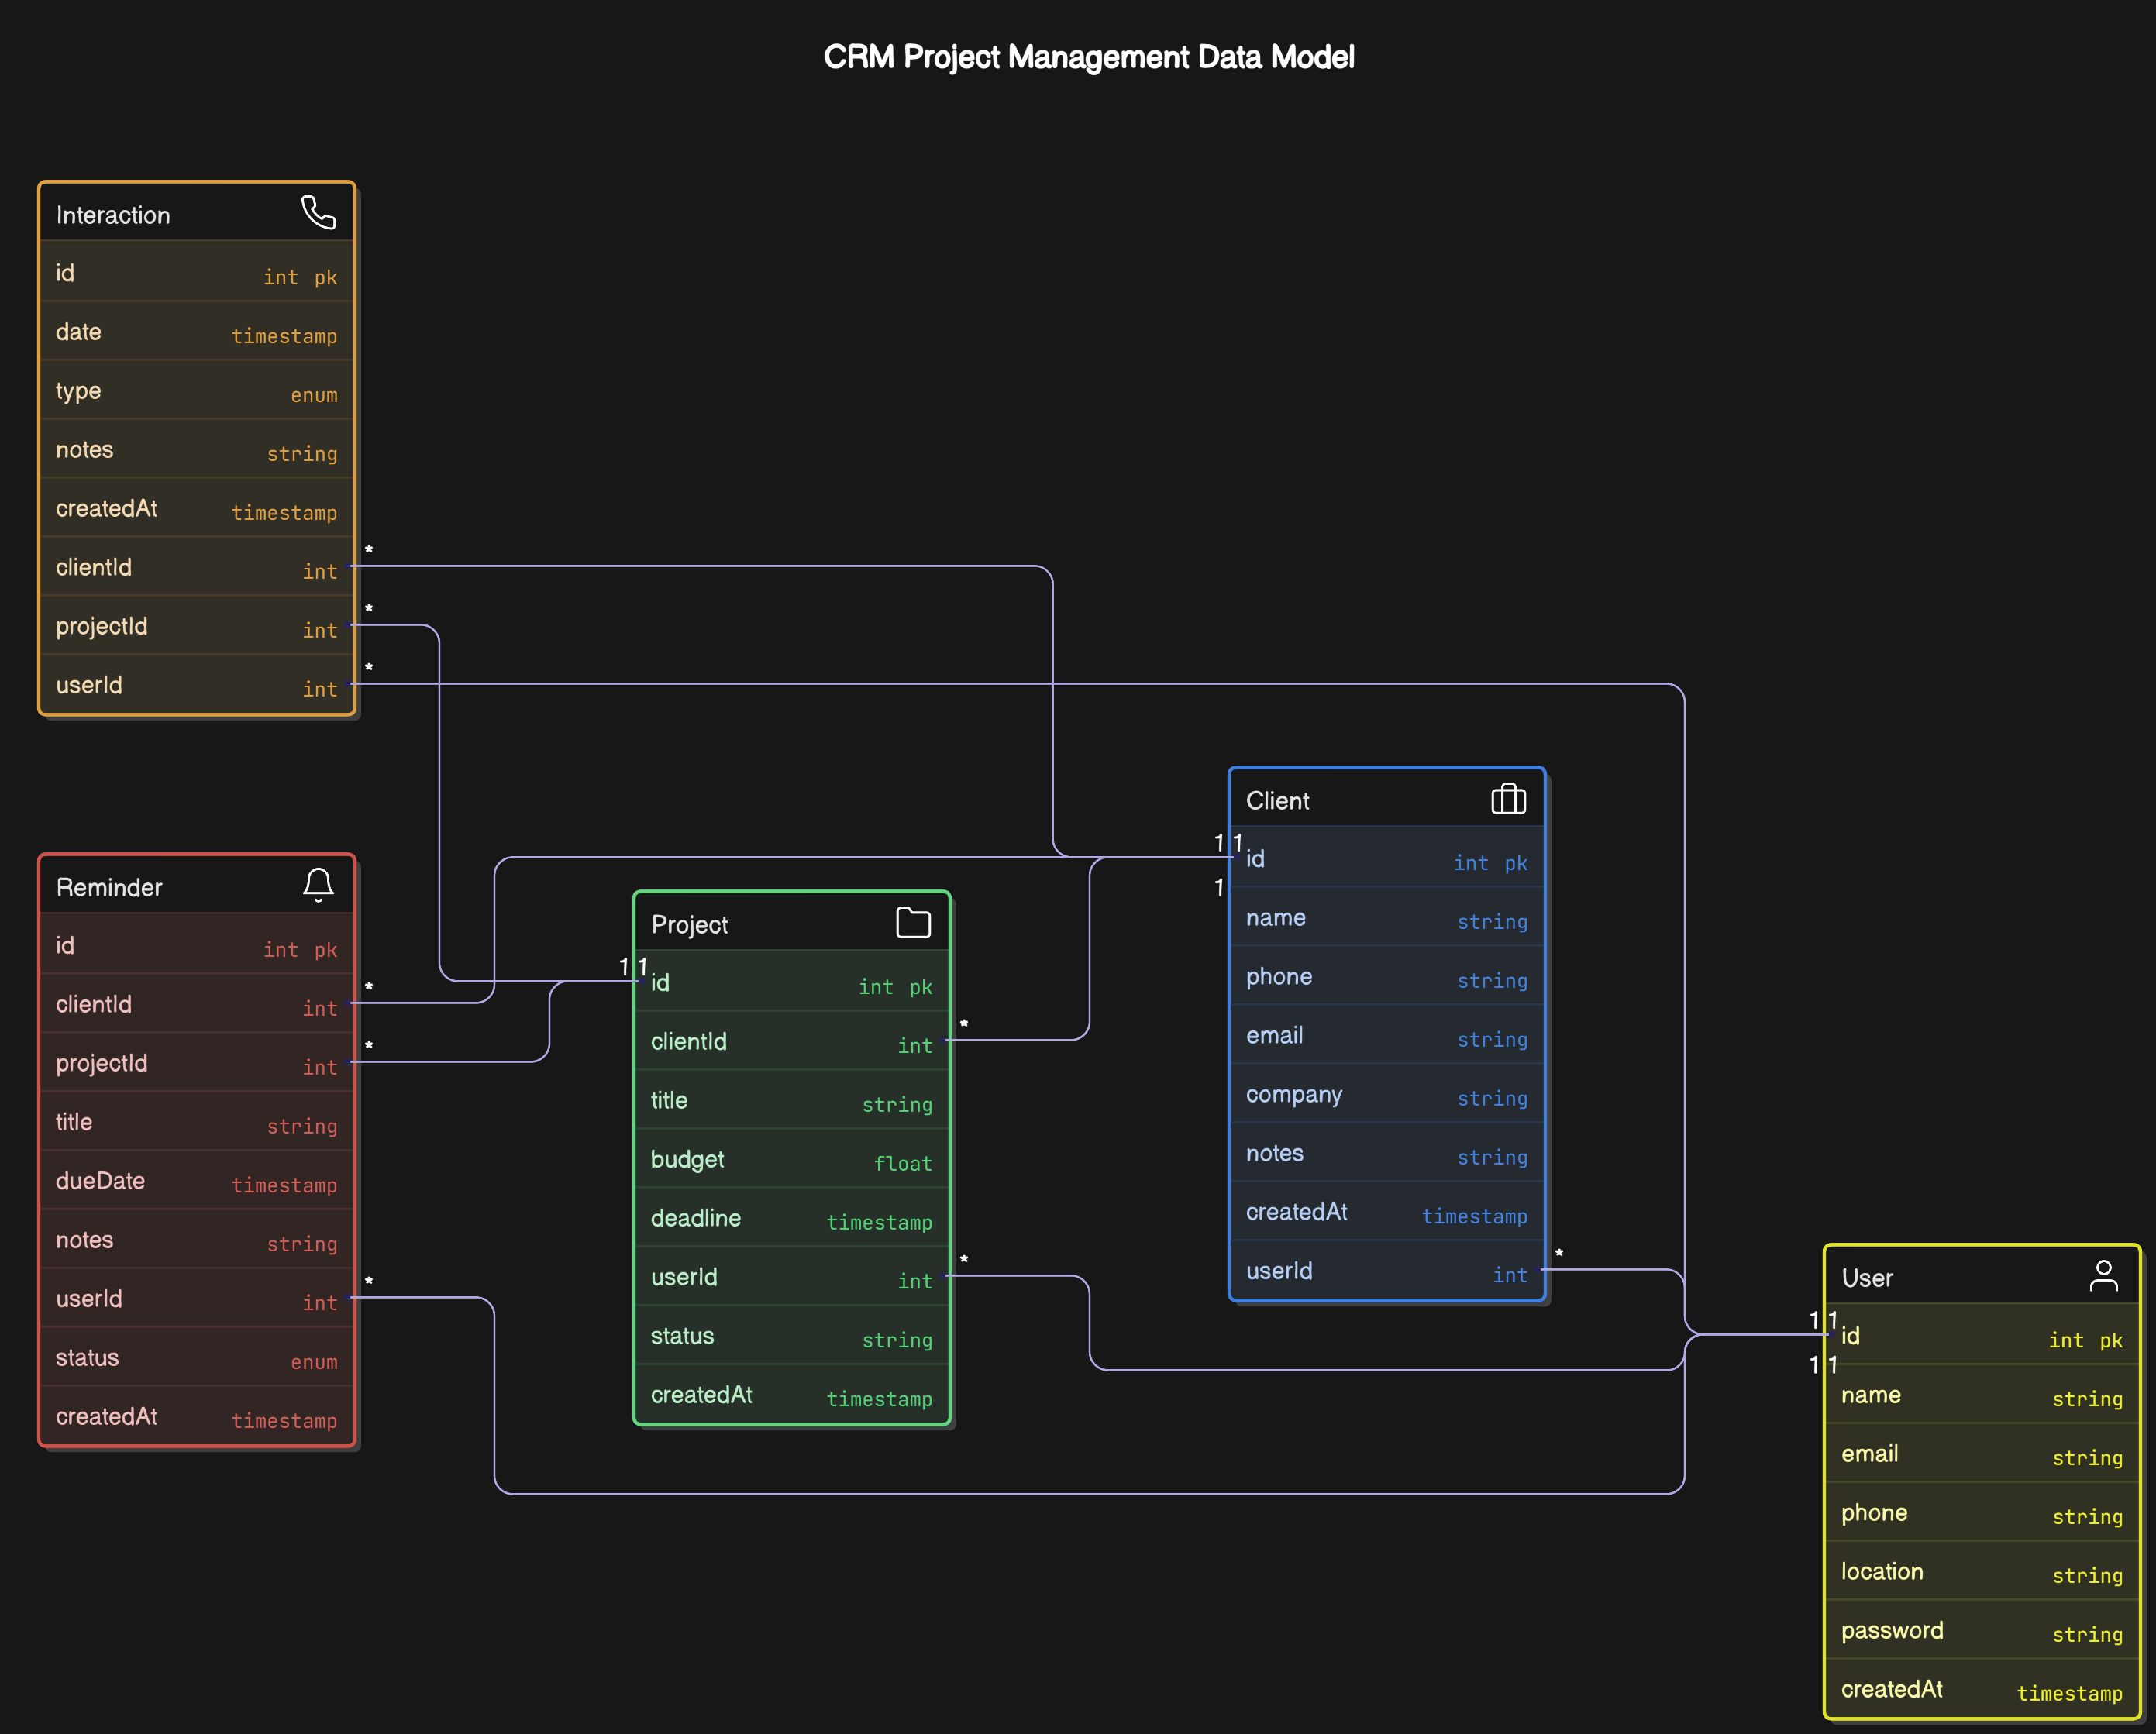 CRM Project Management Data Model
Interaction
id int pk
date timestamp
type enum
notes string
createdAt timestamp
clientId int *
projectId int *
userId int *
Reminder
id int pk
clientId int *
projectId int *
title string
dueDate timestamp
notes string
userId int *
status enum
createdAt timestamp
Project
1 1
id int pk
clientId int *
title string
budget float
deadline timestamp
userId int *
status string
createdAt timestamp
Client
1 1
id int pk
1
name string
phone string
email string
company string
notes string
createdAt timestamp
userId int *
User
1 1
id int pk
1 1
name string
email string
phone string
location string
password string
createdAt timestamp